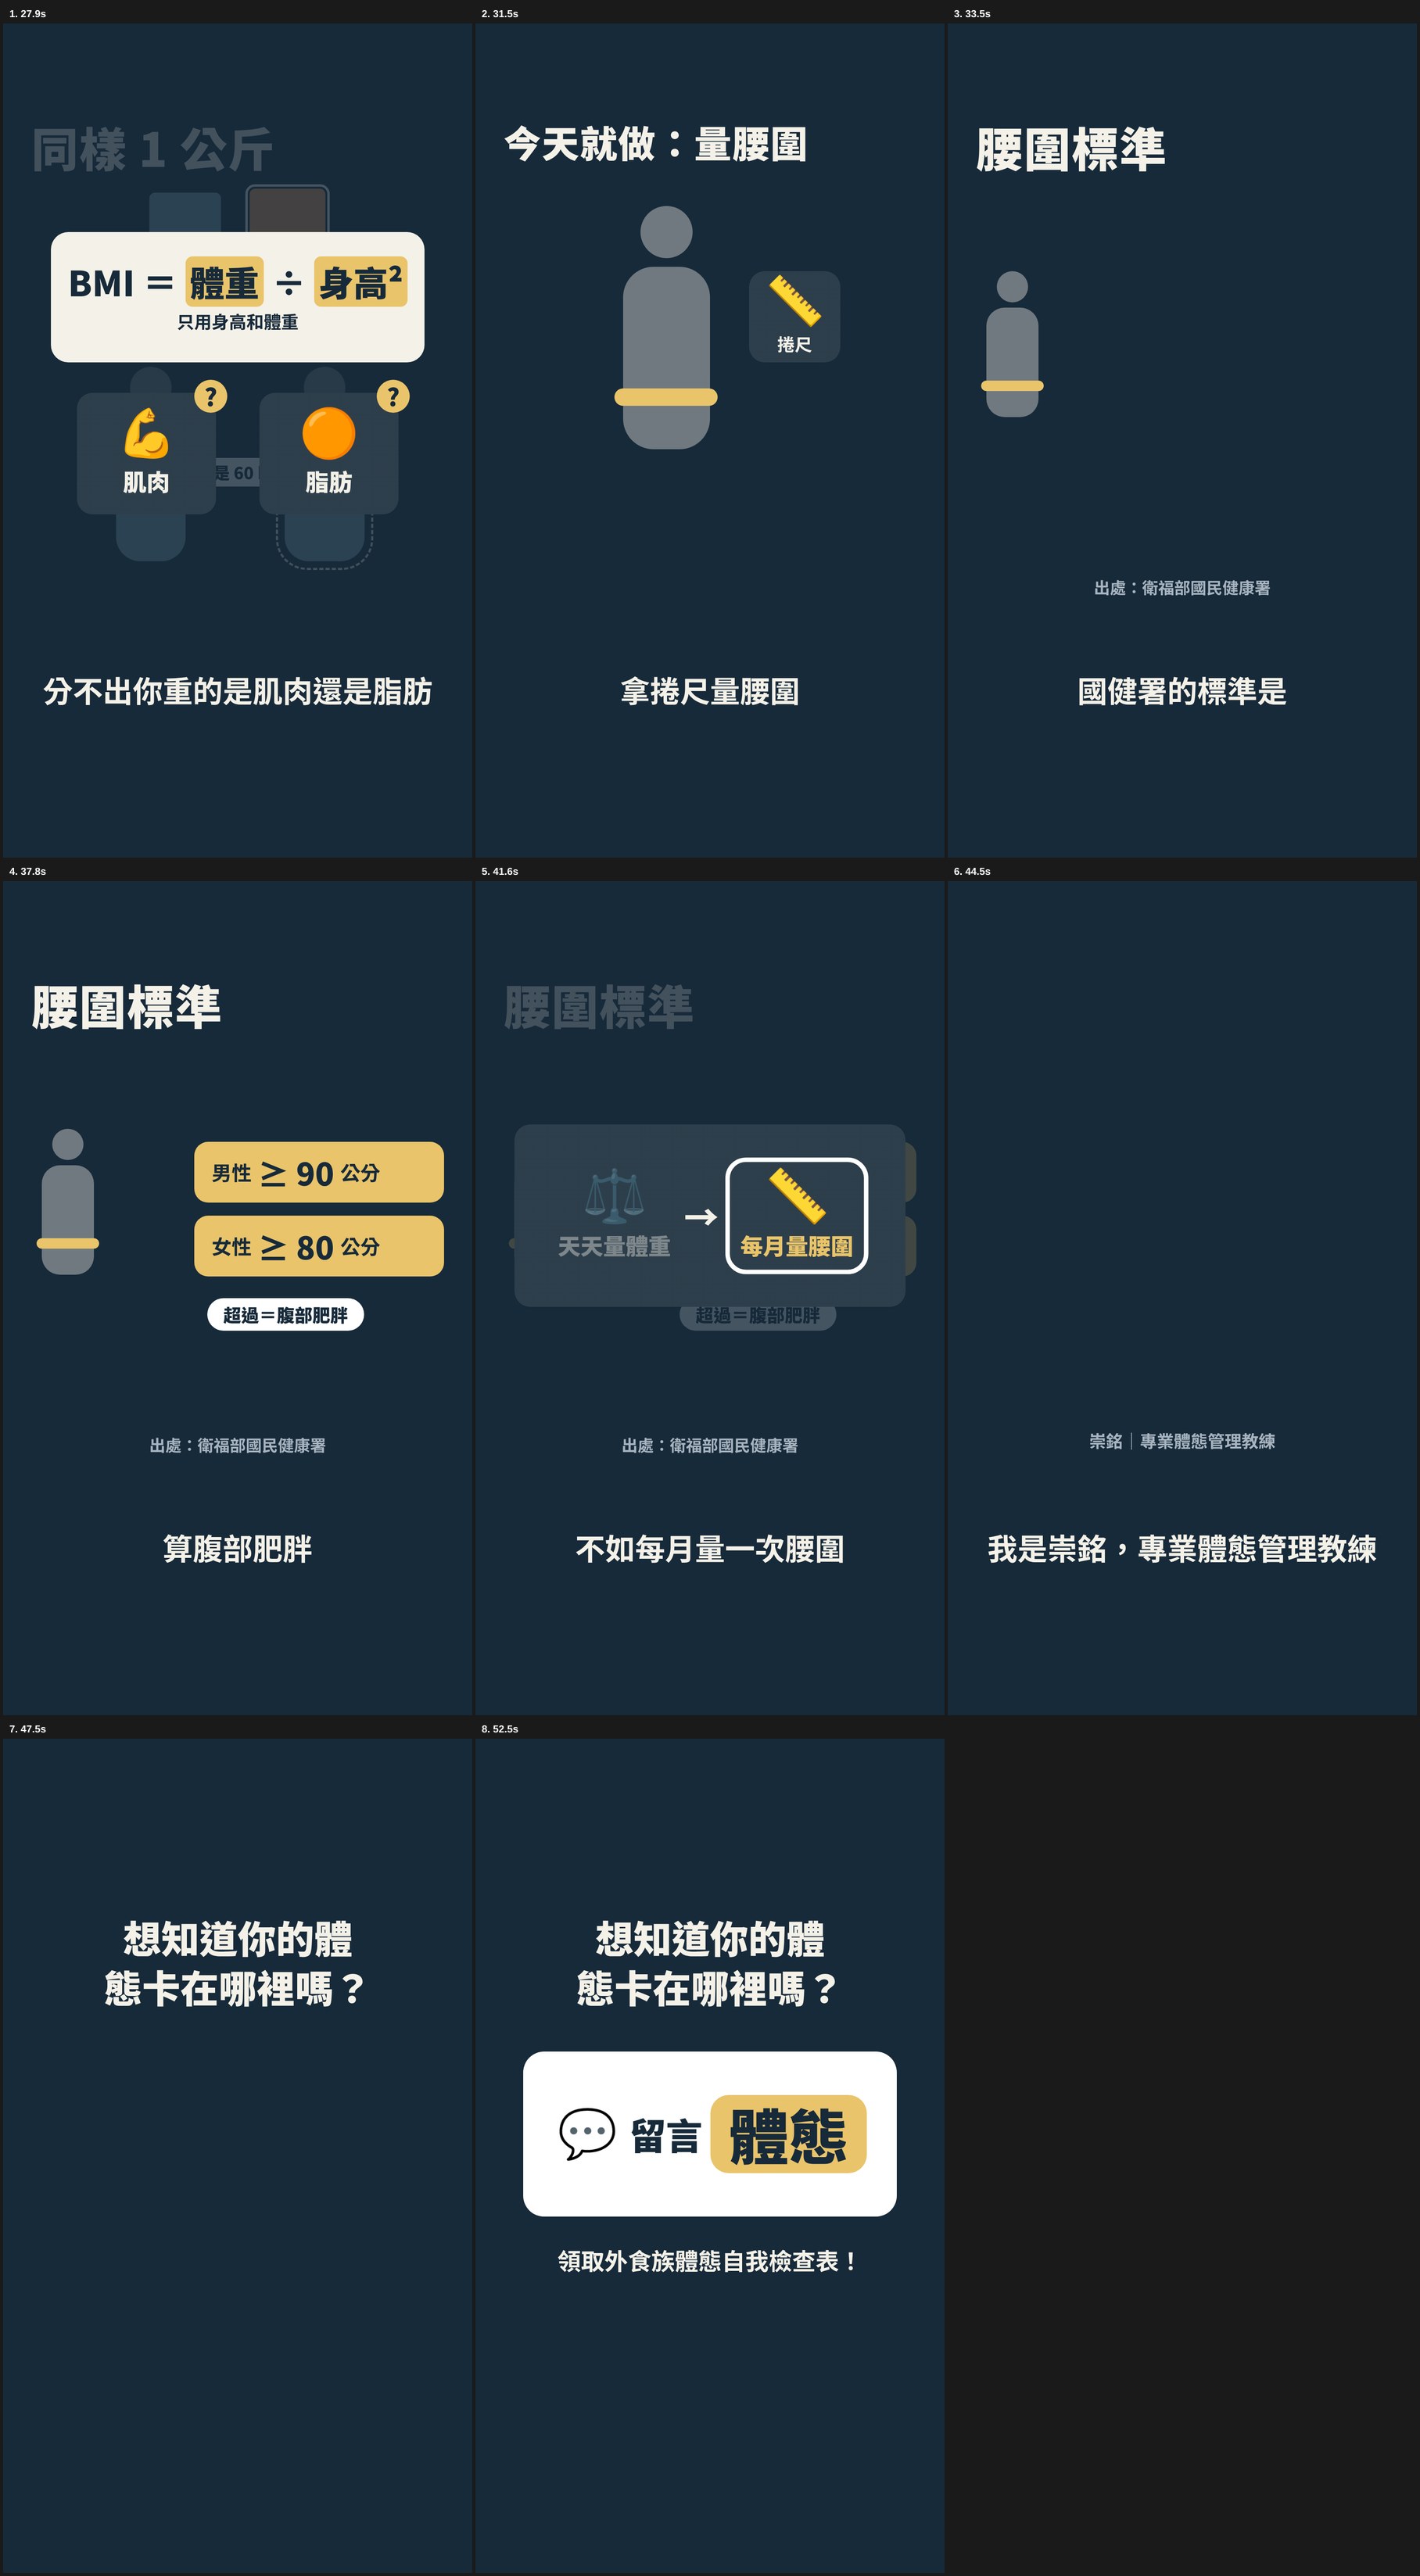 1. 27.9s
同樣 1 公斤
BMI = 體重 ÷ 身高²
只用身高和體重
?
?
肌肉
脂肪
是 60
分不出你重的是肌肉還是脂肪
2. 31.5s
今天就做：量腰圍
捲尺
拿捲尺量腰圍
3. 33.5s
腰圍標準
出處：衛福部國民健康署
國健署的標準是
4. 37.8s
腰圍標準
男性 ≥ 90 公分
女性 ≥ 80 公分
超過＝腹部肥胖
出處：衛福部國民健康署
算腹部肥胖
5. 41.6s
腰圍標準
天天量體重
→
每月量腰圍
超過＝腹部肥胖
出處：衛福部國民健康署
不如每月量一次腰圍
6. 44.5s
崇銘｜專業體態管理教練
我是崇銘，專業體態管理教練
7. 47.5s
想知道你的體
態卡在哪裡嗎？
8. 52.5s
想知道你的體
態卡在哪裡嗎？
留言 體態
領取外食族體態自我檢查表！